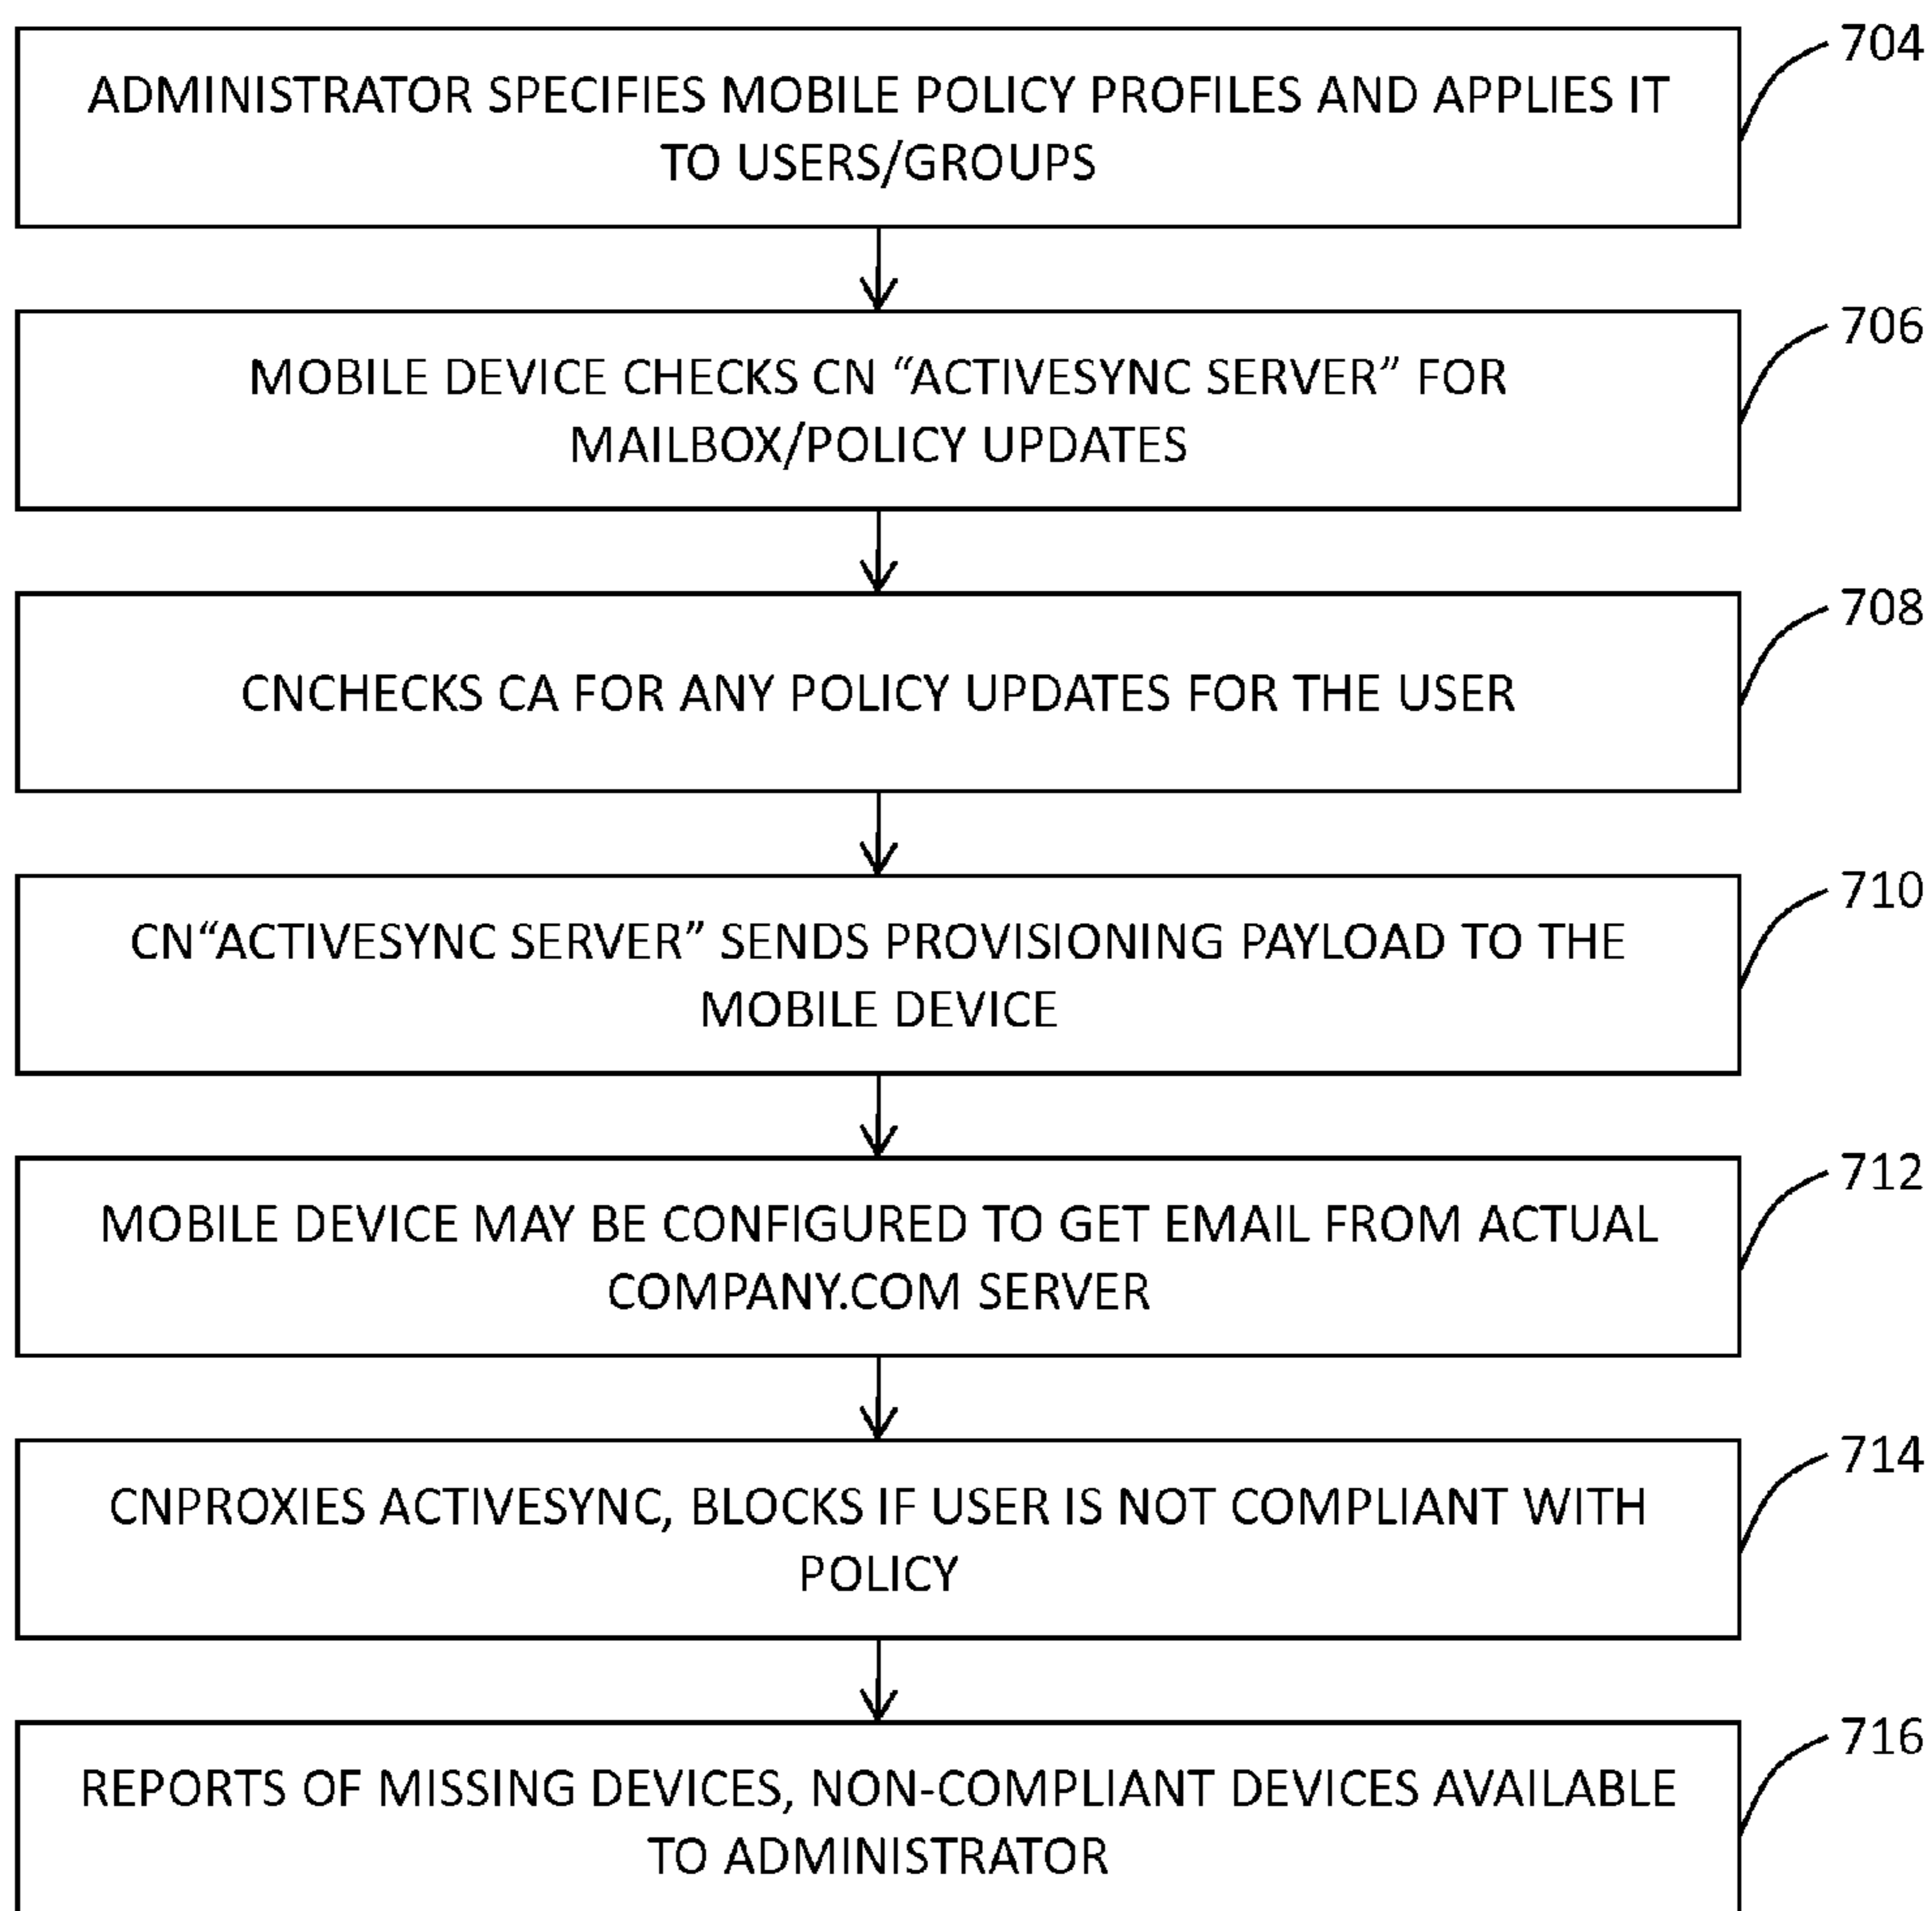 704
ADMINISTRATOR SPECIFIES MOBILE POLICY PROFILES AND APPLIES IT
TO USERS/GROUPS
706
MOBILE DEVICE CHECKS CN “ACTIVESYNC SERVER” FOR
MAILBOX/POLICY UPDATES
708
CNCHECKS CA FOR ANY POLICY UPDATES FOR THE USER
710
CN“ACTIVESYNC SERVER” SENDS PROVISIONING PAYLOAD TO THE
MOBILE DEVICE
712
MOBILE DEVICE MAY BE CONFIGURED TO GET EMAIL FROM ACTUAL
COMPANY.COM SERVER
714
CNPROXIES ACTIVESYNC, BLOCKS IF USER IS NOT COMPLIANT WITH
POLICY
716
REPORTS OF MISSING DEVICES, NON-COMPLIANT DEVICES AVAILABLE
TO ADMINISTRATOR